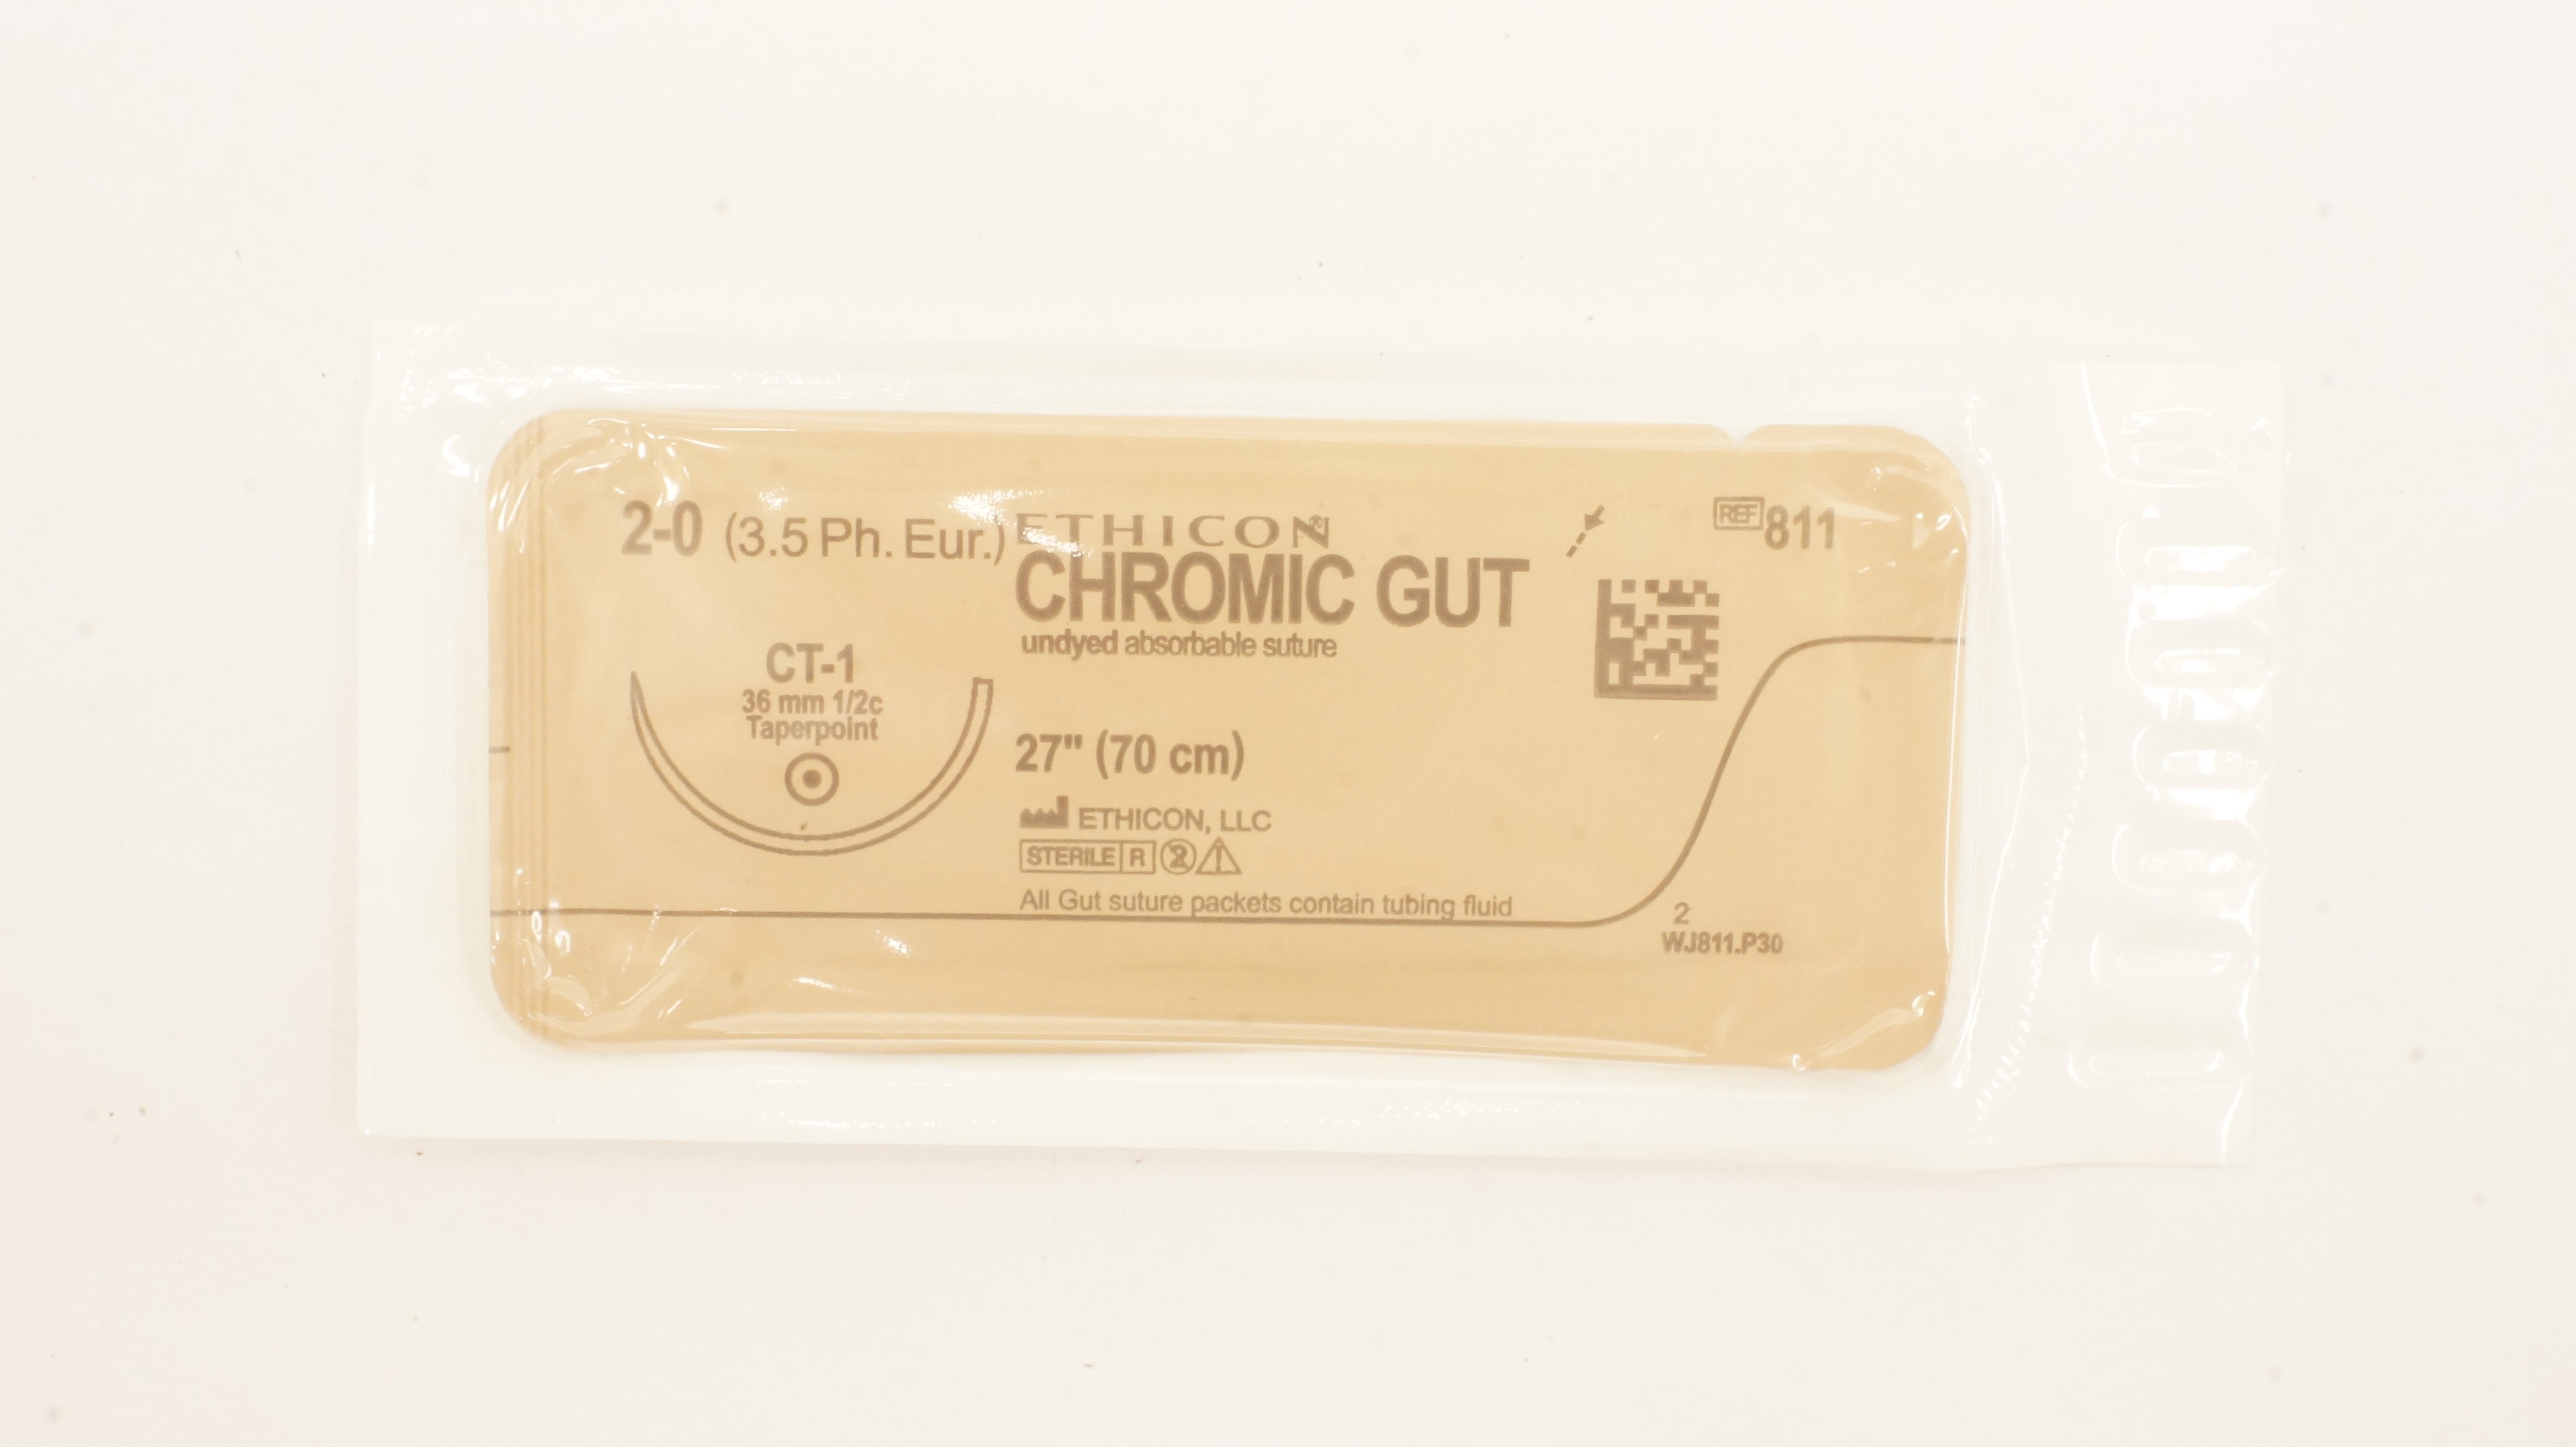 2-0 (3.5 Ph. Eur.)
ETHICON®
CHROMIC GUT
undyed absorbable suture
REF 811
CT-1
36 mm 1/2c
Taperpoint
27" (70 cm)
ETHICON, LLC
STERILE R 2
All Gut suture packets contain tubing fluid
2
WJ811.P30